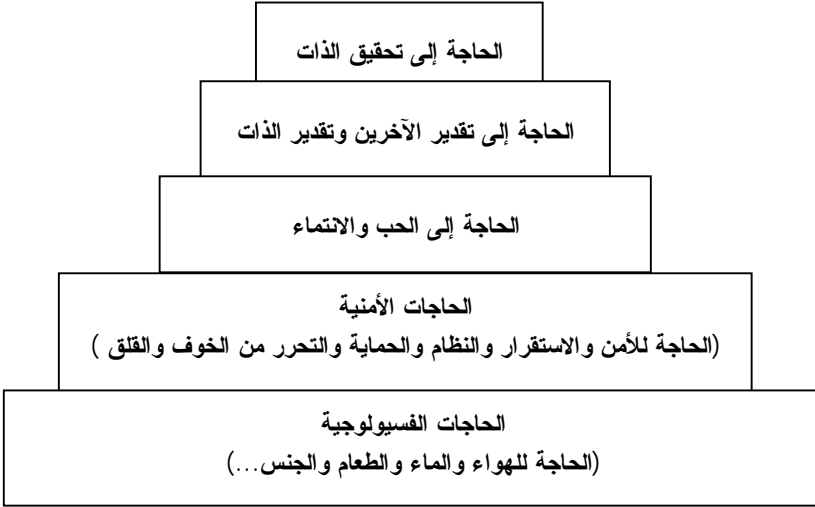 الحاجة إلى تحقيق الذات
الحاجة إلى تقدير الآخرين وتقدير الذات
الحاجة إلى الحب والانتماء
الحاجات الأمنية
(الحاجة للأمن والاستقرار والنظام والحماية والتحرر من الخوف والقلق )
الحاجات الفسيولوجية
(الحاجة للهواء والماء والطعام والجنس...)